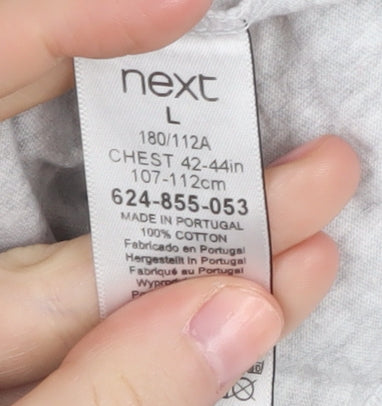 next
L
180/112A
CHEST 42-44in
107-112cm
624-855-053
MADE IN PORTUGAL
100% COTTON
Fabricado en Portugal
Hergestellt in Portugal
Fabriqué au Portugal